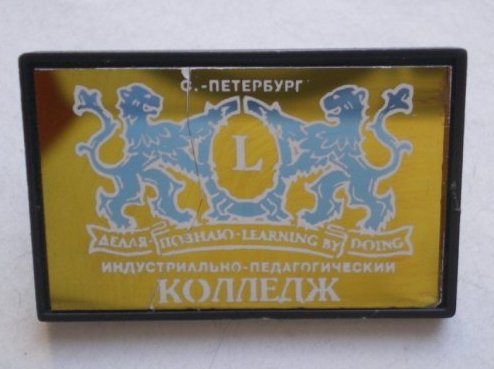 С.-ПЕТЕРБУРГ
L
ДЕЛАЯ-ПОЗНАЮ·LEARNING BY DOING
ИНДУСТРИАЛЬНО-ПЕДАГОГИЧЕСКИЙ
КОЛЛЕДЖ